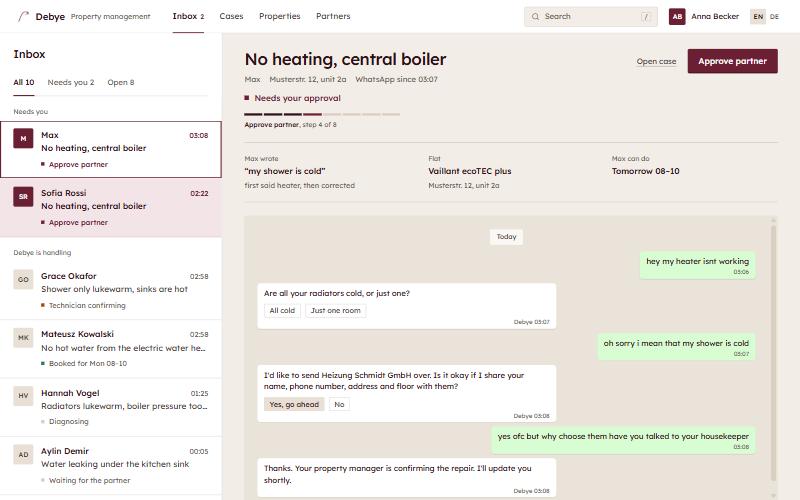 Debye Property management
Inbox 2
Cases
Properties
Partners
Search /
AB Anna Becker
EN DE
Inbox
All 10
Needs you 2
Open 8
Needs you
M
Max 03:08
No heating, central boiler
Approve partner
SR
Sofia Rossi 02:22
No heating, central boiler
Approve partner
Debye is handling
GO
Grace Okafor 02:58
Shower only lukewarm, sinks are hot
Technician confirming
MK
Mateusz Kowalski 02:58
No hot water from the electric water he...
Booked for Mon 08–10
HV
Hannah Vogel 01:25
Radiators lukewarm, boiler pressure too...
Diagnosing
AD
Aylin Demir 00:05
Water leaking under the kitchen sink
Waiting for the partner
No heating, central boiler
Max Musterstr. 12, unit 2a WhatsApp since 03:07
Open case
Approve partner
Needs your approval
Approve partner, step 4 of 8
Max wrote
“my shower is cold”
first said heater, then corrected
Flat
Vaillant ecoTEC plus
Musterstr. 12, unit 2a
Max can do
Tomorrow 08–10
Today
hey my heater isnt working
03:06
Are all your radiators cold, or just one?
All cold
Just one room
Debye 03:07
oh sorry i mean that my shower is cold
03:07
I'd like to send Heizung Schmidt GmbH over. Is it okay if I share your
name, phone number, address and floor with them?
Yes, go ahead
No
Debye 03:08
yes ofc but why choose them have you talked to your housekeeper
03:08
Thanks. Your property manager is confirming the repair. I'll update you
shortly.
Debye 03:08